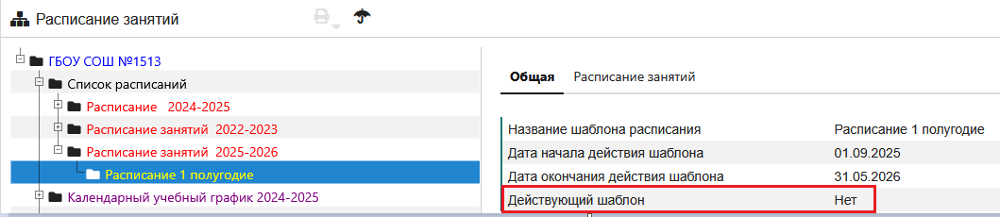 Расписание занятий
ГБОУ СОШ №1513
Список расписаний
Расписание 2024-2025
Расписание занятий 2022-2023
Расписание занятий 2025-2026
Расписание 1 полугодие
Календарный учебный график 2024-2025
Общая Расписание занятий
Название шаблона расписания Расписание 1 полугодие
Дата начала действия шаблона 01.09.2025
Дата окончания действия шаблона 31.05.2026
Действующий шаблон Нет